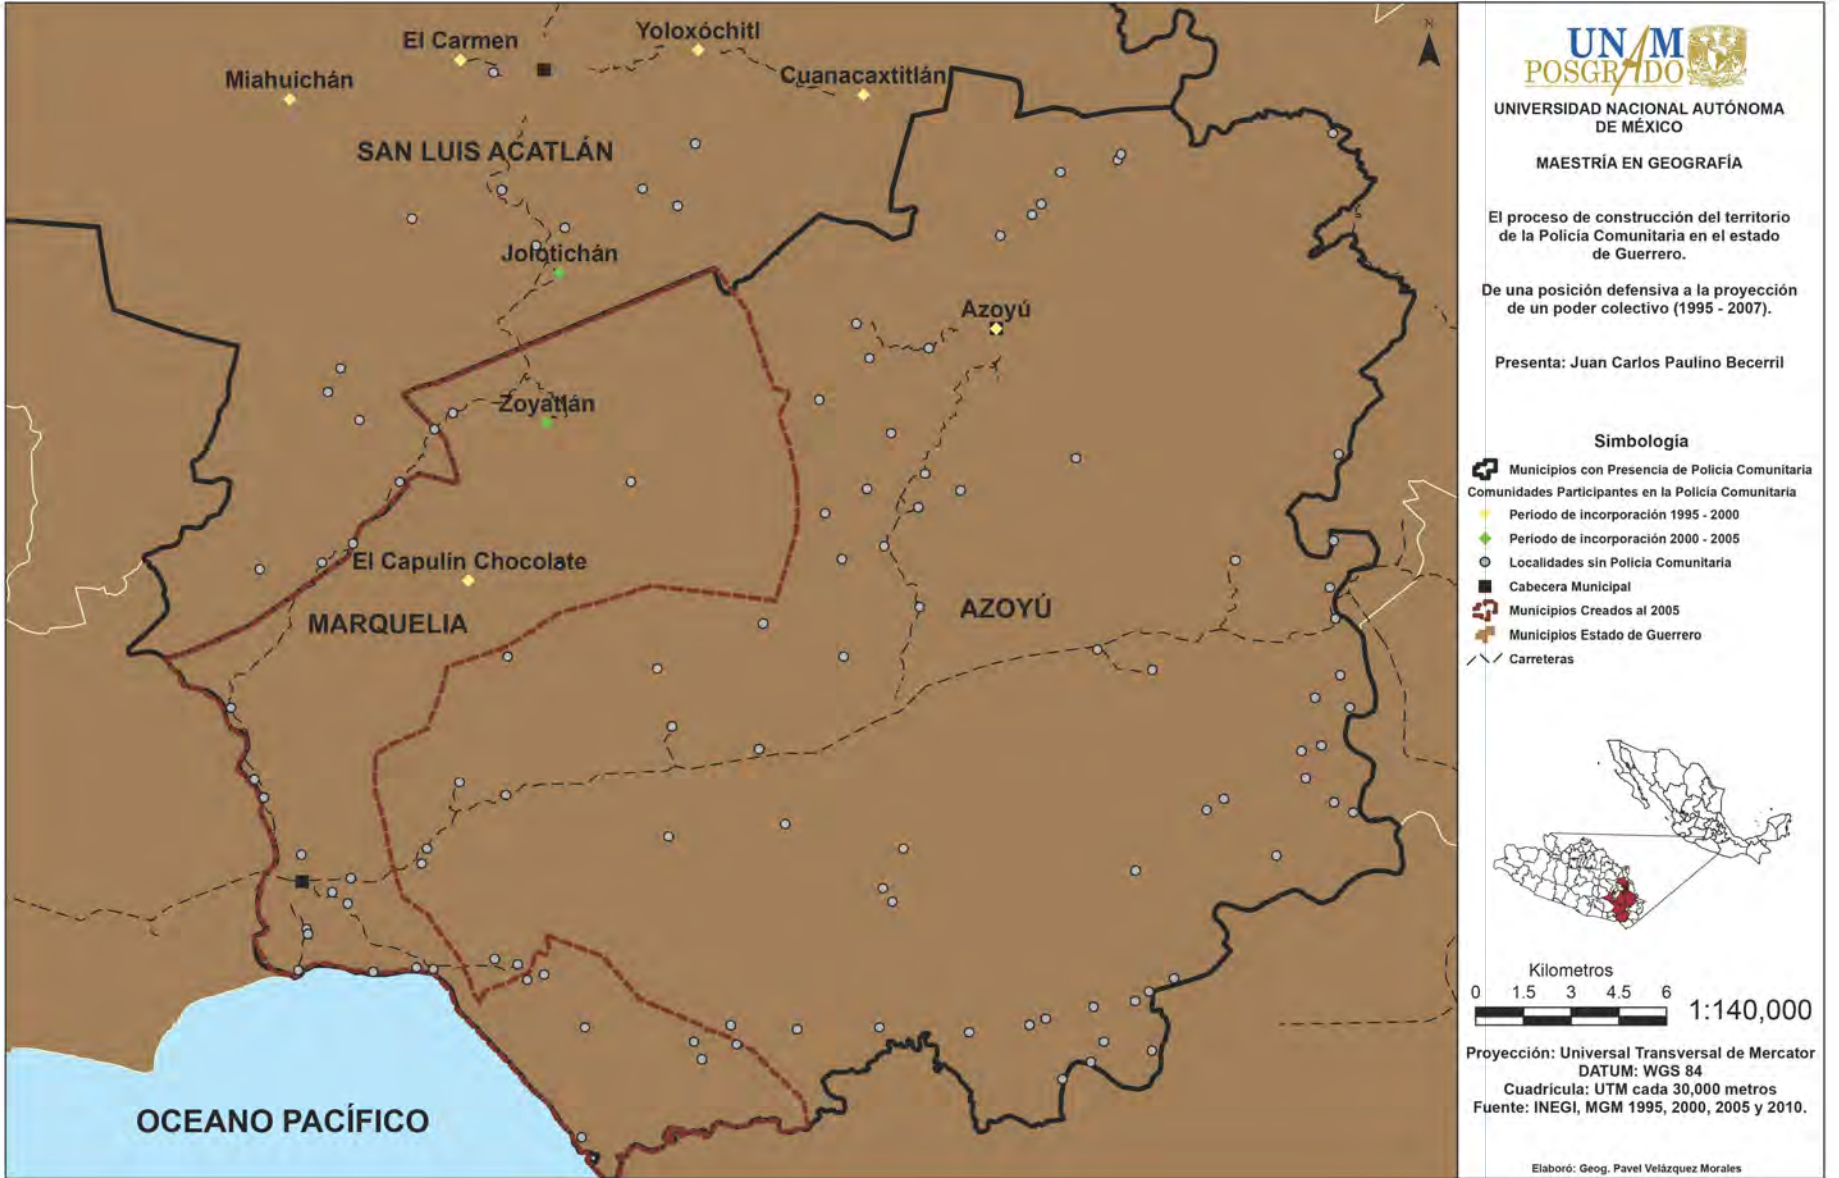 El Carmen
Yoloxóchitl
Miahuichán
Cuanacaxtitlán
SAN LUIS ACATLÁN
Jolotichán
Azoyú
Zoyatlán
El Capulín Chocolate
MARQUELIA
AZOYÚ
OCEANO PACÍFICO
N
UNAM
POSGRADO
UNIVERSIDAD NACIONAL AUTÓNOMA
DE MÉXICO
MAESTRÍA EN GEOGRAFÍA
El proceso de construcción del territorio
de la Policía Comunitaria en el estado
de Guerrero.
De una posición defensiva a la proyección
de un poder colectivo (1995 - 2007).
Presenta: Juan Carlos Paulino Becerril
Simbología
Municipios con Presencia de Policía Comunitaria
Comunidades Participantes en la Policía Comunitaria
Periodo de incorporación 1995 - 2000
Periodo de incorporación 2000 - 2005
Localidades sin Policía Comunitaria
Cabecera Municipal
Municipios Creados al 2005
Municipios Estado de Guerrero
Carreteras
Kilometros
0 1.5 3 4.5 6
1:140,000
Proyección: Universal Transversal de Mercator
DATUM: WGS 84
Cuadrícula: UTM cada 30,000 metros
Fuente: INEGI, MGM 1995, 2000, 2005 y 2010.
Elaboró: Geog. Pavel Velázquez Morales